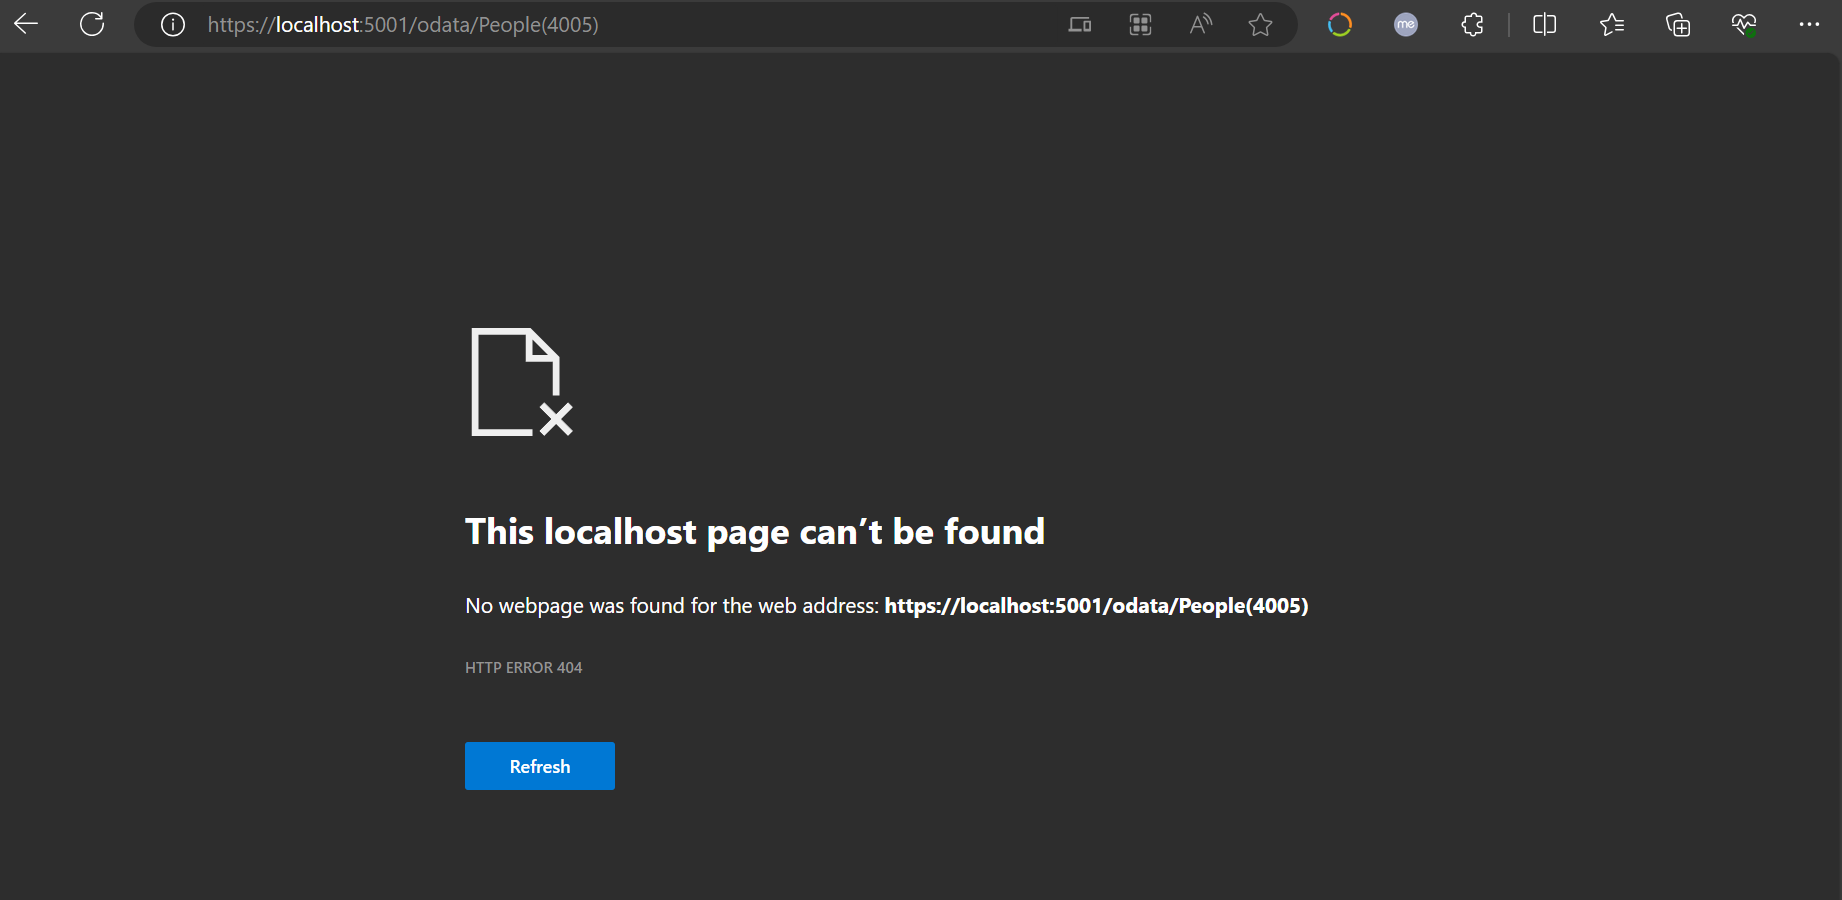 https://localhost:5001/odata/People(4005)
me
This localhost page can’t be found
No webpage was found for the web address: https://localhost:5001/odata/People(4005)
HTTP ERROR 404
Refresh